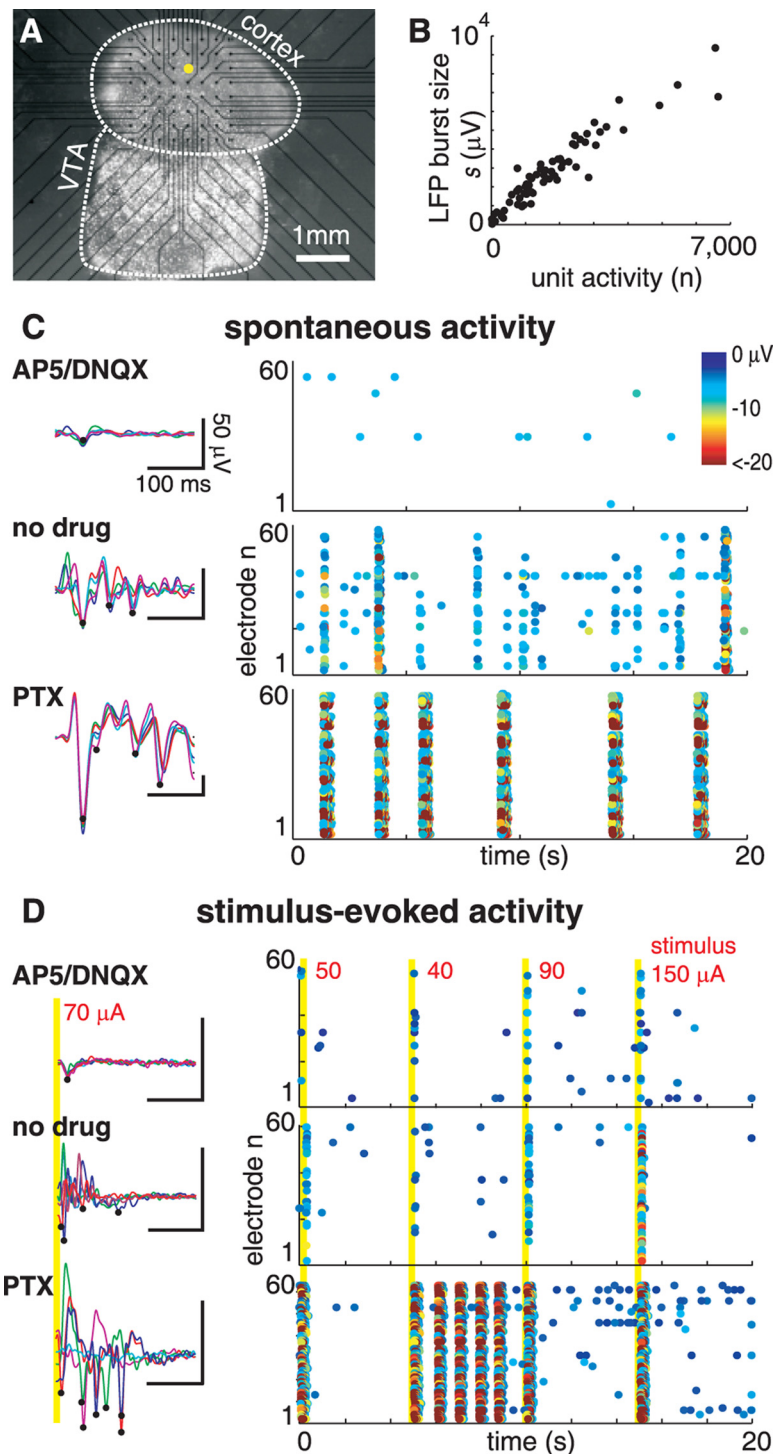 A
cortex
VTA
1mm
B
10⁴
LFP burst size
s (μV)
0
0
7,000
unit activity (n)
C
spontaneous activity
AP5/DNQX
50 μV
100 ms
60
1
0 μV
-10
<-20
no drug
60
electrode n
1
PTX
60
1
0
time (s)
20
D
stimulus-evoked activity
AP5/DNQX
70 μA
60
50
40
90
stimulus
150 μA
1
no drug
60
electrode n
1
PTX
60
1
0
time (s)
20